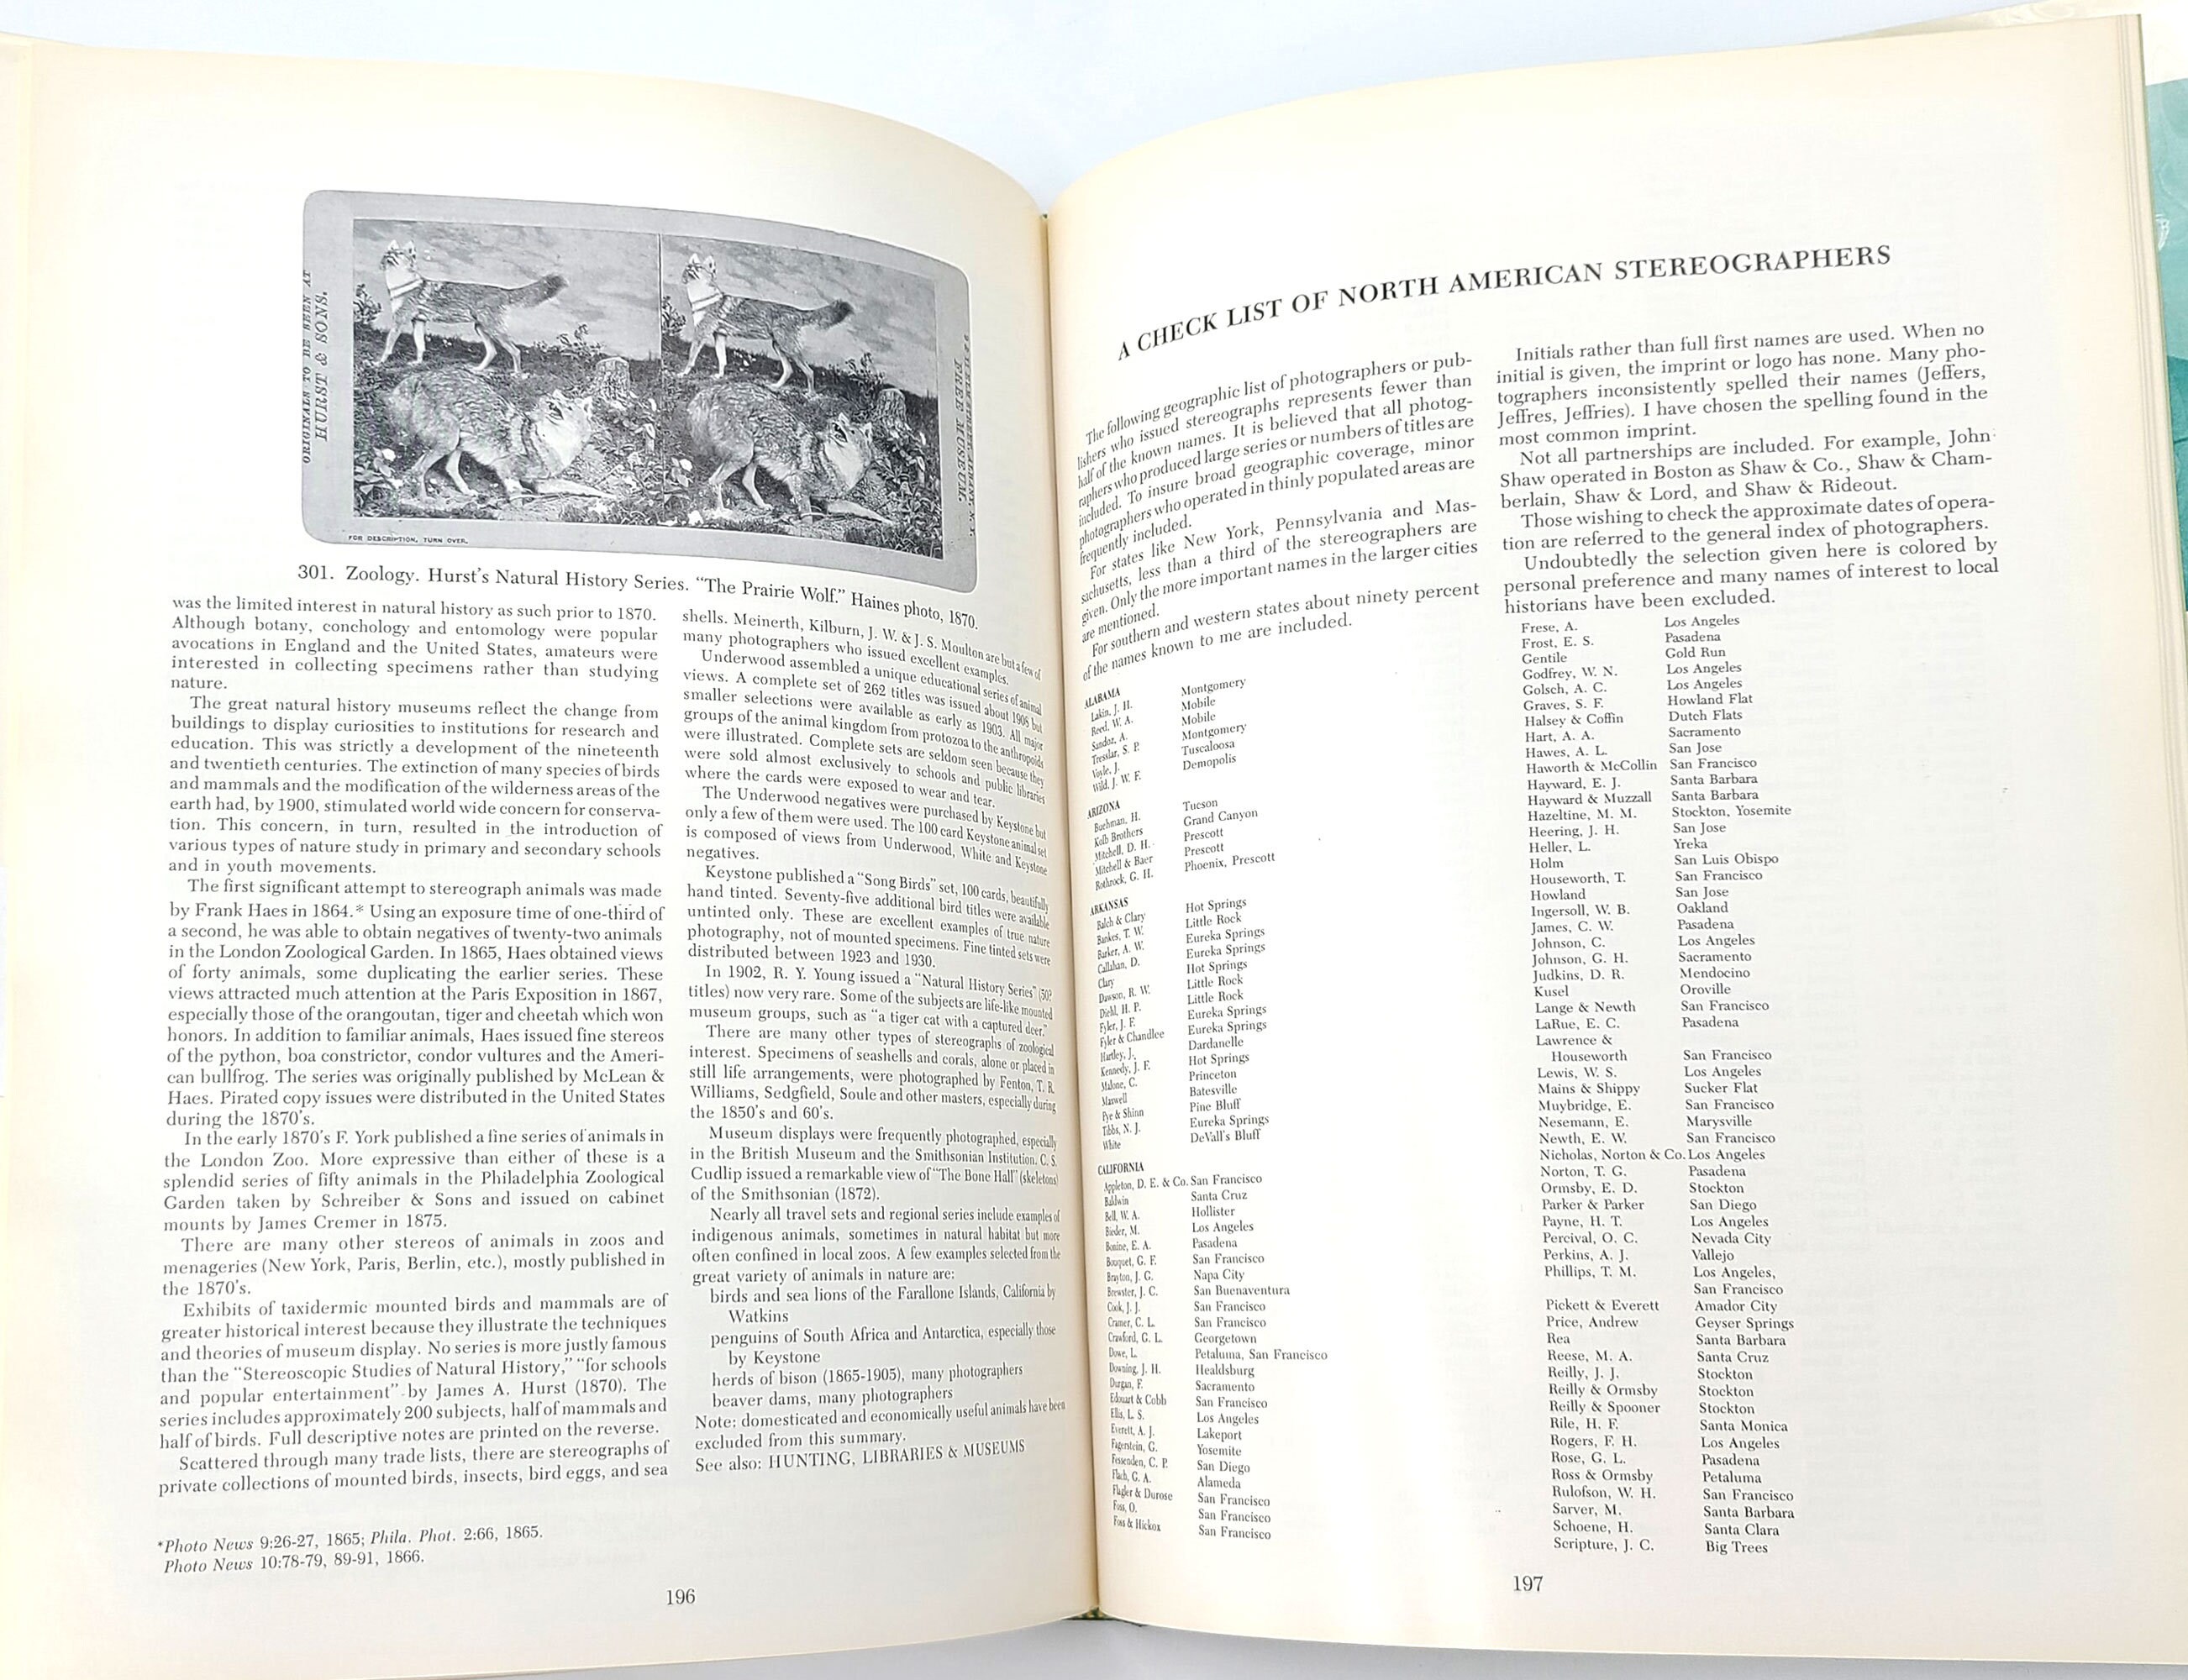 ORIGINALS TO BE SEEN AT
HURST & SONS.
FREE MUSEUM.
FOR DESCRIPTION, TURN OVER.
301. Zoology. Hurst's Natural History Series. "The Prairie Wolf." Haines photo, 1870.
was the limited interest in natural history as such prior to 1870.
Although botany, conchology and entomology were popular
avocations in England and the United States, amateurs were
interested in collecting specimens rather than studying
nature.
The great natural history museums reflect the change from
buildings to display curiosities to institutions for research and
education. This was strictly a development of the nineteenth
and twentieth centuries. The extinction of many species of birds
and mammals and the modification of the wilderness areas of the
earth had, by 1900, stimulated world wide concern for conserva-
tion. This concern, in turn, resulted in the introduction of
various types of nature study in primary and secondary schools
and in youth movements.
The first significant attempt to stereograph animals was made
by Frank Haes in 1864.* Using an exposure time of one-third of
a second, he was able to obtain negatives of twenty-two animals
in the London Zoological Garden. In 1865, Haes obtained views
of forty animals, some duplicating the earlier series. These
views attracted much attention at the Paris Exposition in 1867,
especially those of the orangoutan, tiger and cheetah which won
honors. In addition to familiar animals, Haes issued fine stereos
of the python, boa constrictor, condor vultures and the Ameri-
can bullfrog. The series was originally published by McLean &
Haes. Pirated copy issues were distributed in the United States
during the 1870's.
In the early 1870's F. York published a fine series of animals in
the London Zoo. More expressive than either of these is a
splendid series of fifty animals in the Philadelphia Zoological
Garden taken by Schreiber & Sons and issued on cabinet
mounts by James Cremer in 1875.
There are many other stereos of animals in zoos and
menageries (New York, Paris, Berlin, etc.), mostly published in
the 1870's.
Exhibits of taxidermic mounted birds and mammals are of
greater historical interest because they illustrate the techniques
and theories of museum display. No series is more justly famous
than the "Stereoscopic Studies of Natural History," "for schools
and popular entertainment" by James A. Hurst (1870). The
series includes approximately 200 subjects, half of mammals and
half of birds. Full descriptive notes are printed on the reverse.
Scattered through many trade lists, there are stereographs of
private collections of mounted birds, insects, bird eggs, and sea
shells. Meinerth, Kilburn, J. W. & J. S. Moulton are but a few of
many photographers who issued excellent examples.
Underwood assembled a unique educational series of animal
views. A complete set of 262 titles was issued about 1906 but
smaller selections were available as early as 1903. All major
groups of the animal kingdom from protozoa to the anthropoids
were illustrated. Complete sets are seldom seen because they
were sold almost exclusively to schools and public libraries
where the cards were exposed to wear and tear.
The Underwood negatives were purchased by Keystone but
only a few of them were used. The 100 card Keystone animal set
is composed of views from Underwood, White and Keystone
negatives.
Keystone published a "Song Birds" set, 100 cards, beautifully
hand tinted. Seventy-five additional bird titles were available
untinted only. These are excellent examples of true nature
photography, not of mounted specimens. Fine tinted sets were
distributed between 1923 and 1930.
In 1902, R. Y. Young issued a "Natural History Series" (50?
titles) now very rare. Some of the subjects are life-like mounted
museum groups, such as "a tiger cat with a captured deer."
There are many other types of stereographs of zoological
interest. Specimens of seashells and corals, alone or placed in
still life arrangements, were photographed by Fenton, T. R.
Williams, Sedgfield, Soule and other masters, especially during
the 1850's and 60's.
Museum displays were frequently photographed, especially
in the British Museum and the Smithsonian Institution. C. S.
Cudlip issued a remarkable view of "The Bone Hall" (skeletons)
of the Smithsonian (1872).
Nearly all travel sets and regional series include examples of
indigenous animals, sometimes in natural habitat but more
often confined in local zoos. A few examples selected from the
great variety of animals in nature are:
birds and sea lions of the Farallone Islands, California by
Watkins
penguins of South Africa and Antarctica, especially those
by Keystone
herds of bison (1865-1905), many photographers
beaver dams, many photographers
Note: domesticated and economically useful animals have been
excluded from this summary.
See also: HUNTING, LIBRARIES & MUSEUMS
*Photo News 9:26-27, 1865; Phila. Phot. 2:66, 1865.
Photo News 10:78-79, 89-91, 1866.
196
A CHECK LIST OF NORTH AMERICAN STEREOGRAPHERS
The following geographic list of photographers or pub-
lishers who issued stereographs represents fewer than
half of the known names. It is believed that all photog-
raphers who produced large series or numbers of titles are
included. To insure broad geographic coverage, minor
photographers who operated in thinly populated areas are
frequently included.
For states like New York, Pennsylvania and Mas-
sachusetts, less than a third of the stereographers are
given. Only the more important names in the larger cities
are mentioned.
For southern and western states about ninety percent
of the names known to me are included.
ALABAMA
Lakin, J. H. Montgomery
Reed, W. A. Mobile
Sandoz, A. Mobile
Tresslar, S. P. Montgomery
Voyle, J. Tuscaloosa
Wild, J. W. F. Demopolis
ARIZONA
Buehman, H. Tucson
Kolb Brothers Grand Canyon
Mitchell, D. H. Prescott
Mitchell & Baer Prescott
Rothrock, G. H. Phoenix, Prescott
ARKANSAS
Balch & Clary Hot Springs
Bankes, T. W. Little Rock
Barker, A. W. Eureka Springs
Callahan, D. Eureka Springs
Clary Hot Springs
Dawson, R. W. Little Rock
Diehl, H. P. Little Rock
Fyler, J. F. Eureka Springs
Fyler & Chandlee Eureka Springs
Hartley, J. Dardanelle
Kennedy, J. F. Hot Springs
Malone, C. Princeton
Maxwell Batesville
Pye & Shinn Pine Bluff
Tibbs, N. J. Eureka Springs
White DeVall's Bluff
CALIFORNIA
Appleton, D. E. & Co. San Francisco
Baldwin Santa Cruz
Bell, W. A. Hollister
Bieder, M. Los Angeles
Bonine, E. A. Pasadena
Bouquet, G. F. San Francisco
Brayton, J. G. Napa City
Brewster, J. C. San Buenaventura
Cook, J. J. San Francisco
Cramer, C. L. San Francisco
Crawford, G. L. Georgetown
Dowe, L. Petaluma, San Francisco
Downing, J. H. Healdsburg
Durgan, F. Sacramento
Edouart & Cobb San Francisco
Ellis, L. S. Los Angeles
Everett, A. J. Lakeport
Fagerstein, G. Yosemite
Fessenden, C. P. San Diego
Flach, G. A. Alameda
Flagler & Durose San Francisco
Foss, O. San Francisco
Foss & Hickox San Francisco
Initials rather than full first names are used. When no
initial is given, the imprint or logo has none. Many pho-
tographers inconsistently spelled their names (Jeffers,
Jeffres, Jeffries). I have chosen the spelling found in the
most common imprint.
Not all partnerships are included. For example, John
Shaw operated in Boston as Shaw & Co., Shaw & Cham-
berlain, Shaw & Lord, and Shaw & Rideout.
Those wishing to check the approximate dates of opera-
tion are referred to the general index of photographers.
Undoubtedly the selection given here is colored by
personal preference and many names of interest to local
historians have been excluded.
Frese, A. Los Angeles
Frost, E. S. Pasadena
Gentile Gold Run
Godfrey, W. N. Los Angeles
Golsch, A. C. Los Angeles
Graves, S. F. Howland Flat
Halsey & Coffin Dutch Flats
Hart, A. A. Sacramento
Hawes, A. L. San Jose
Haworth & McCollin San Francisco
Hayward, E. J. Santa Barbara
Hayward & Muzzall Santa Barbara
Hazeltine, M. M. Stockton, Yosemite
Heering, J. H. San Jose
Heller, L. Yreka
Holm San Luis Obispo
Houseworth, T. San Francisco
Howland San Jose
Ingersoll, W. B. Oakland
James, C. W. Pasadena
Johnson, C. Los Angeles
Johnson, G. H. Sacramento
Judkins, D. R. Mendocino
Kusel Oroville
Lange & Newth San Francisco
LaRue, E. C. Pasadena
Lawrence &
Houseworth San Francisco
Lewis, W. S. Los Angeles
Mains & Shippy Sucker Flat
Muybridge, E. San Francisco
Nesemann, E. Marysville
Newth, E. W. San Francisco
Nicholas, Norton & Co. Los Angeles
Norton, T. G. Pasadena
Ormsby, E. D. Stockton
Parker & Parker San Diego
Payne, H. T. Los Angeles
Percival, O. C. Nevada City
Perkins, A. J. Vallejo
Phillips, T. M. Los Angeles,
San Francisco
Pickett & Everett Amador City
Price, Andrew Geyser Springs
Rea Santa Barbara
Reese, M. A. Santa Cruz
Reilly, J. J. Stockton
Reilly & Ormsby Stockton
Reilly & Spooner Stockton
Rile, H. F. Santa Monica
Rogers, F. H. Los Angeles
Rose, G. L. Pasadena
Ross & Ormsby Petaluma
Rulofson, W. H. San Francisco
Sarver, M. Santa Barbara
Schoene, H. Santa Clara
Scripture, J. C. Big Trees
197